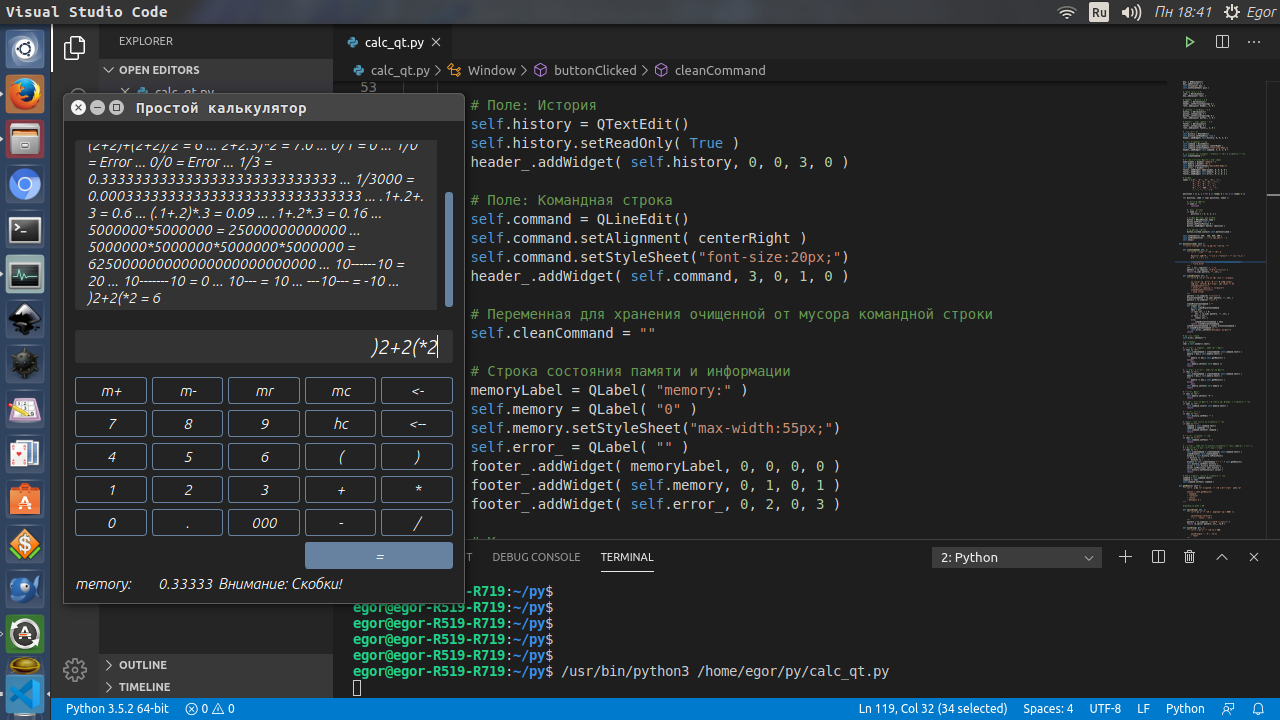 Visual Studio Code
Ru
Пн 18:41
Egor
EXPLORER
OPEN EDITORS
calc_qt.py
calc_qt.py
calc_qt.py
Window
buttonClicked
cleanCommand
53
# Поле: История
self.history = QTextEdit()
self.history.setReadOnly( True )
header_.addWidget( self.history, 0, 0, 3, 0 )
# Поле: Командная строка
self.command = QLineEdit()
self.command.setAlignment( centerRight )
self.command.setStyleSheet("font-size:20px;")
header_.addWidget( self.command, 3, 0, 1, 0 )
# Переменная для хранения очищенной от мусора командной строки
self.cleanCommand = ""
# Строка состояния памяти и информации
memoryLabel = QLabel( "memory:" )
self.memory = QLabel( "0" )
self.memory.setStyleSheet("max-width:55px;")
self.error_ = QLabel( "" )
footer_.addWidget( memoryLabel, 0, 0, 0, 0 )
footer_.addWidget( self.memory, 0, 1, 0, 1 )
footer_.addWidget( self.error_, 0, 2, 0, 3 )
Простой калькулятор
(2+2)+(2+2)/2 = 6 ... 2+2.5)*2 = 7.0 ... 0/1 = 0 ... 1/0
= Error ... 0/0 = Error ... 1/3 =
0.3333333333333333333333333333 ... 1/3000 =
0.0003333333333333333333333333333 ... .1+.2+.
3 = 0.6 ... (.1+.2)*.3 = 0.09 ... .1+.2*.3 = 0.16 ...
5000000*5000000 = 25000000000000 ...
5000000*5000000*5000000*5000000 =
625000000000000000000000000 ... 10-----10 =
20 ... 10-------10 = 0 ... 10--- = 10 ... ---10--- = -10 ...
)2+2(*2 = 6
)2+2(*2
m+ m- mr mc <-
7 8 9 hc <--
4 5 6 ( )
1 2 3 + *
0 . 000 - /
=
memory: 0.33333 Внимание: Скобки!
T
DEBUG CONSOLE
TERMINAL
2: Python
egor@egor-R519-R719:~/py$
egor@egor-R519-R719:~/py$
egor@egor-R519-R719:~/py$
egor@egor-R519-R719:~/py$
egor@egor-R519-R719:~/py$ /usr/bin/python3 /home/egor/py/calc_qt.py
OUTLINE
TIMELINE
Python 3.5.2 64-bit
0
0
Ln 119, Col 32 (34 selected)
Spaces: 4
UTF-8
LF
Python